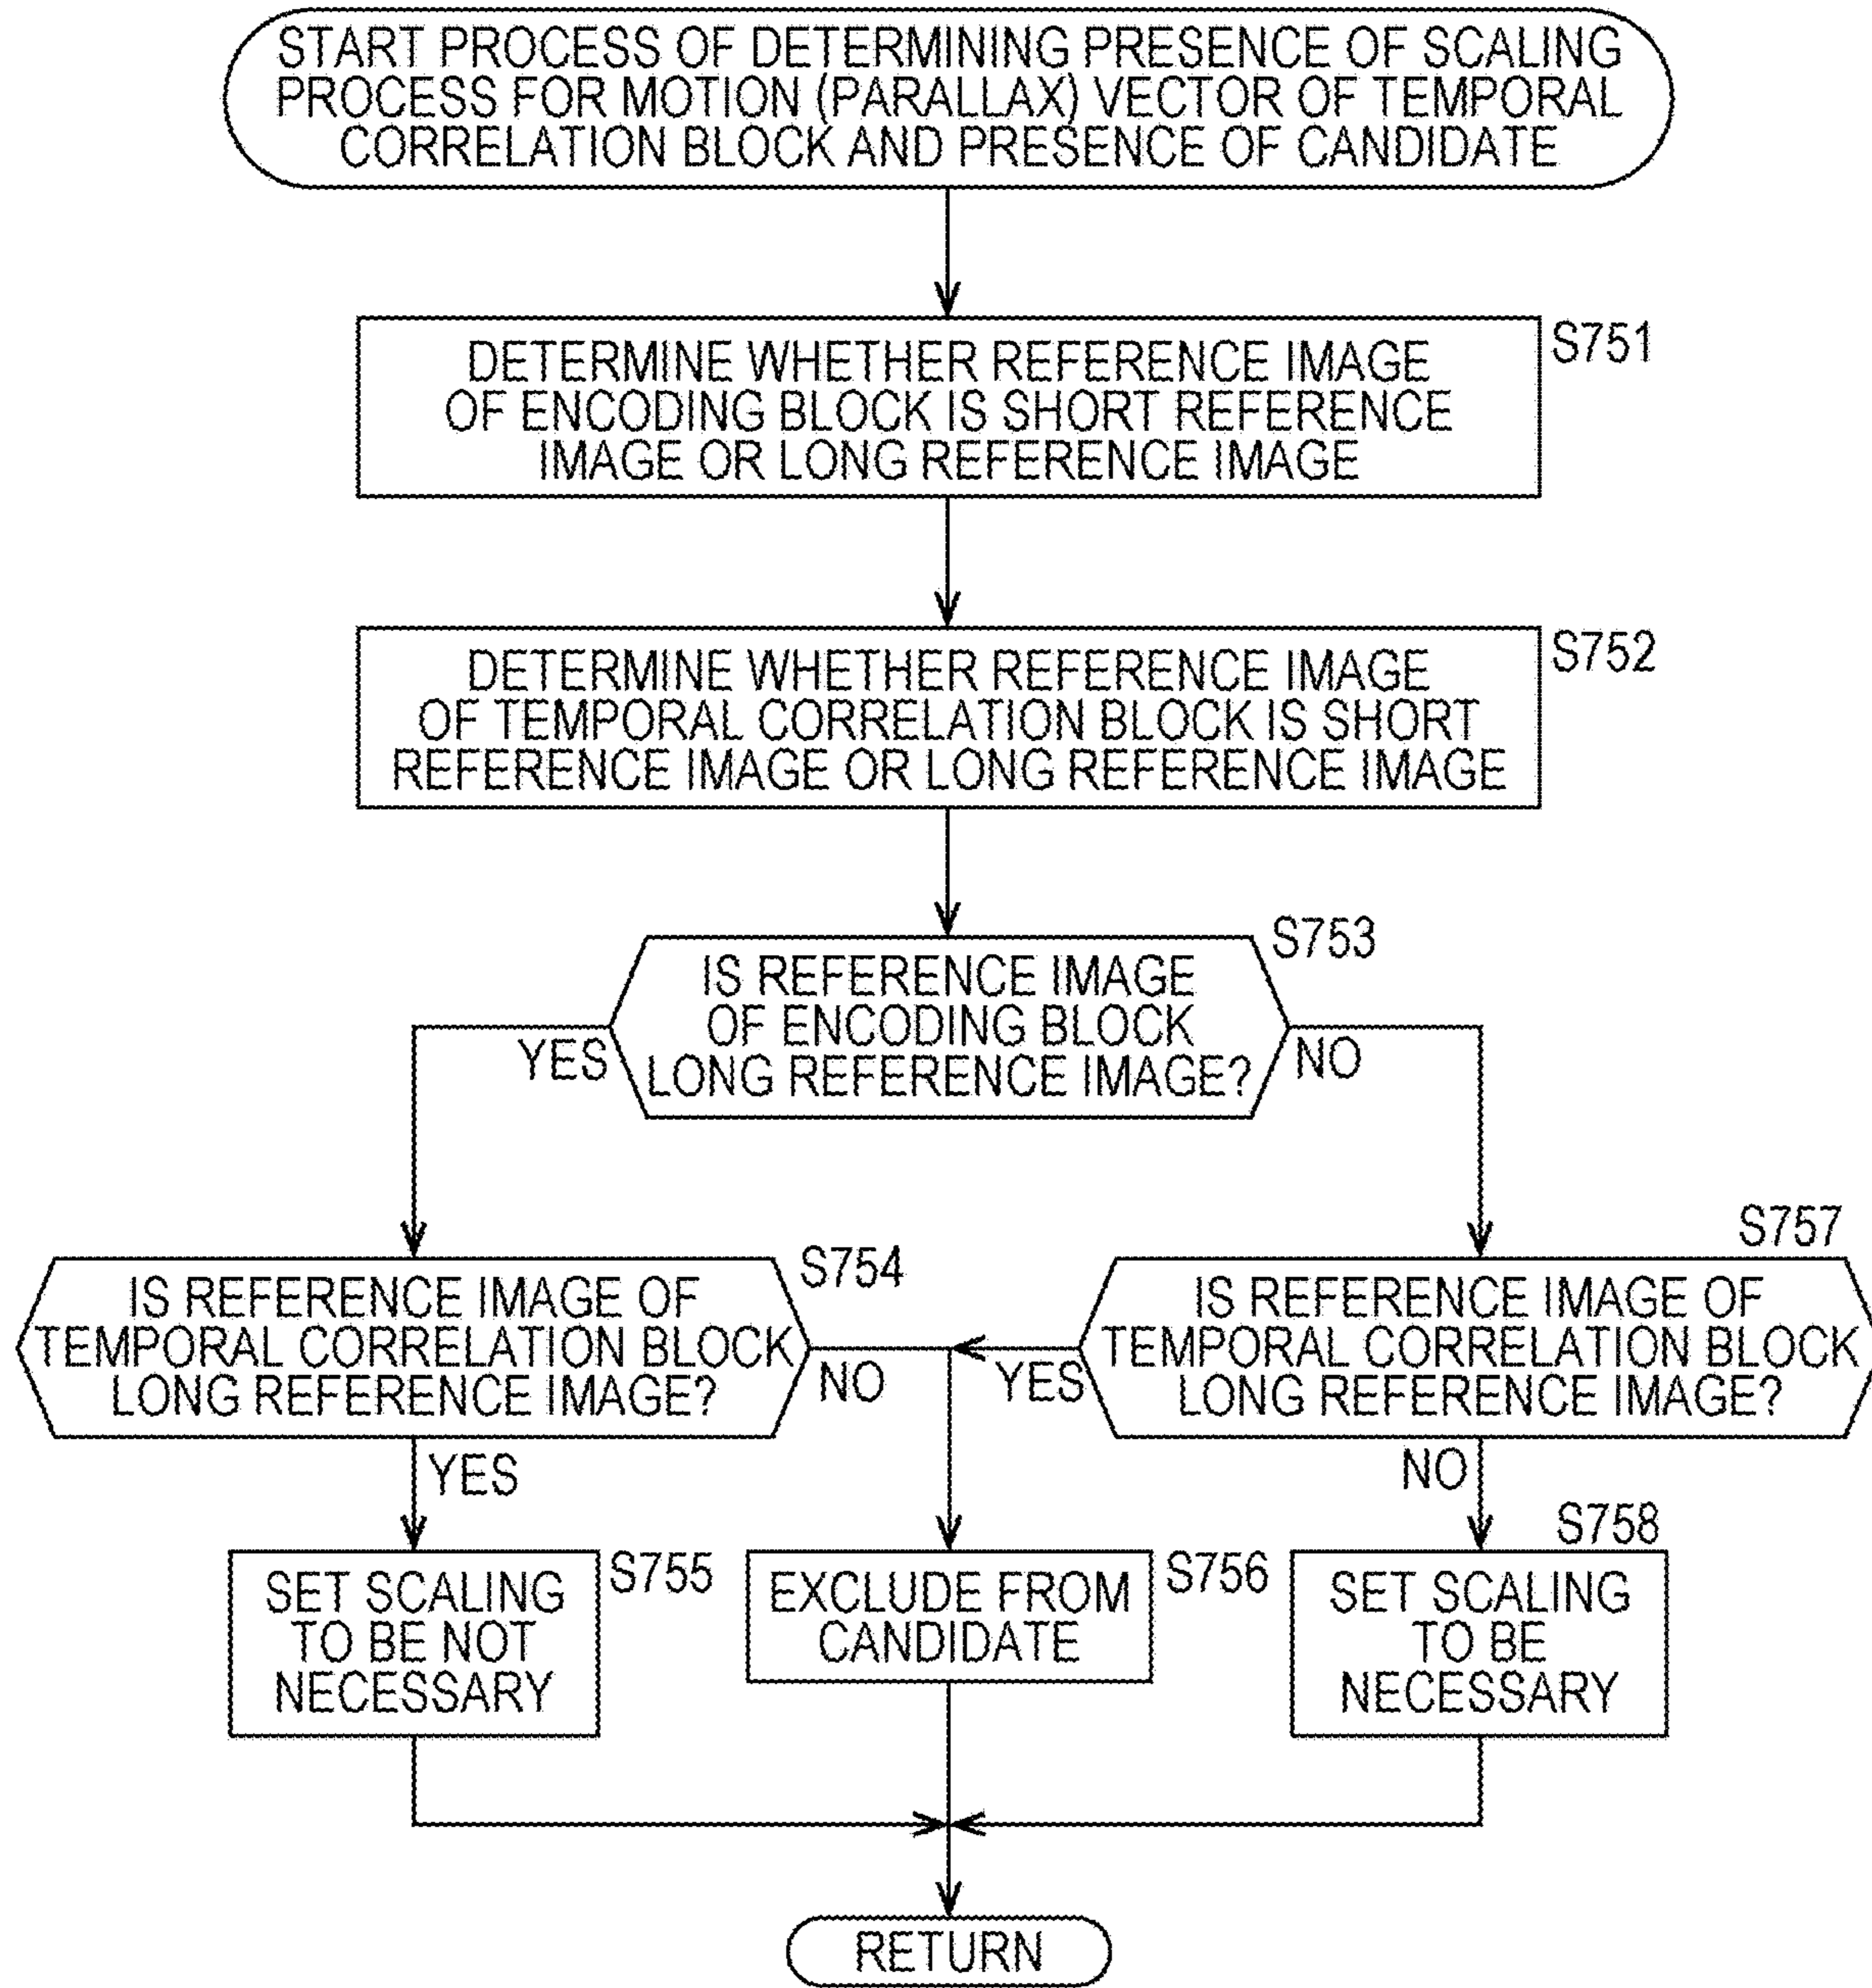 START PROCESS OF DETERMINING PRESENCE OF SCALING
PROCESS FOR MOTION (PARALLAX) VECTOR OF TEMPORAL
CORRELATION BLOCK AND PRESENCE OF CANDIDATE
S751
DETERMINE WHETHER REFERENCE IMAGE
OF ENCODING BLOCK IS SHORT REFERENCE
IMAGE OR LONG REFERENCE IMAGE
S752
DETERMINE WHETHER REFERENCE IMAGE
OF TEMPORAL CORRELATION BLOCK IS SHORT
REFERENCE IMAGE OR LONG REFERENCE IMAGE
S753
IS REFERENCE IMAGE
OF ENCODING BLOCK
LONG REFERENCE IMAGE?
YES
NO
S754
IS REFERENCE IMAGE OF
TEMPORAL CORRELATION BLOCK
LONG REFERENCE IMAGE?
NO
YES
S757
IS REFERENCE IMAGE OF
TEMPORAL CORRELATION BLOCK
LONG REFERENCE IMAGE?
YES
NO
S755
SET SCALING
TO BE NOT
NECESSARY
S756
EXCLUDE FROM
CANDIDATE
S758
SET SCALING
TO BE
NECESSARY
RETURN